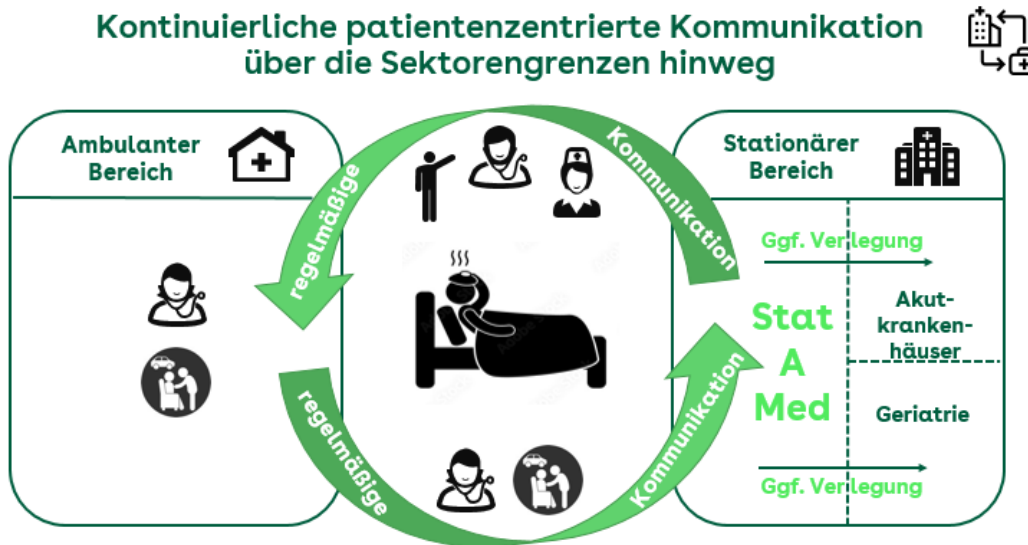 Kontinuierliche patientenzentrierte Kommunikation
über die Sektorengrenzen hinweg
Ambulanter
Bereich
regelmäßige
Kommunikation
Stationärer
Bereich
Ggf. Verlegung
Stat
A
Med
Akut-
kranken-
häuser
Geriatrie
regelmäßige
Kommunikation
Ggf. Verlegung